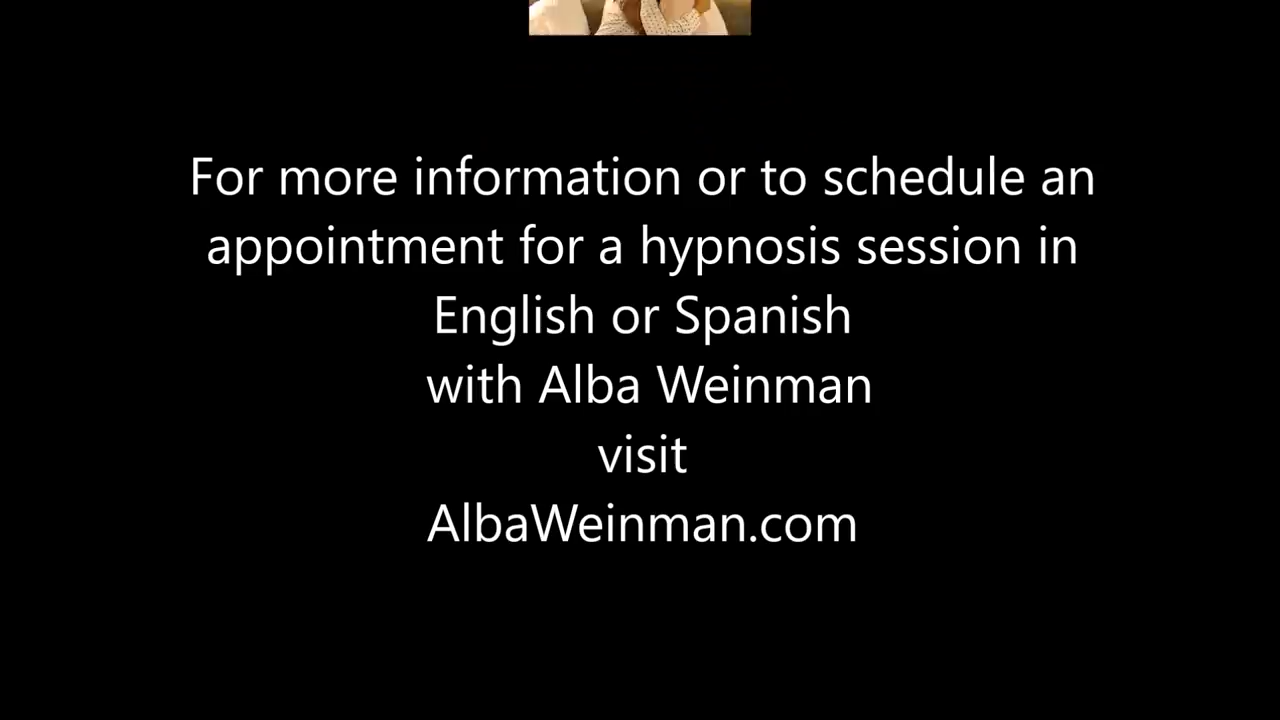 For more information or to schedule an
appointment for a hypnosis session in
English or Spanish
with Alba Weinman
visit
AlbaWeinman.com